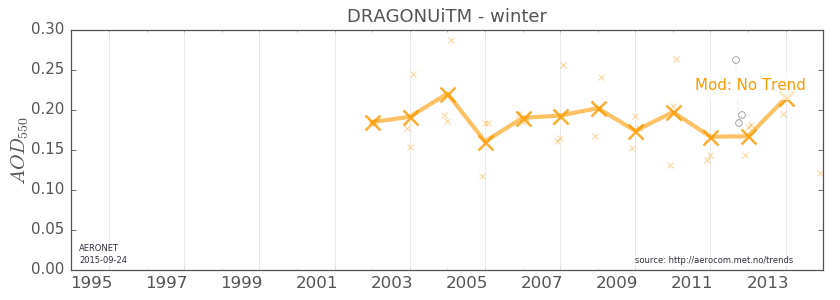 DRAGONUiTM - winter
0.30
0.25
0.20
0.15
0.10
0.05
0.00
AOD550
Mod: No Trend
AERONET
2015-09-24
source: http://aerocom.met.no/trends
1995 1997 1999 2001 2003 2005 2007 2009 2011 2013